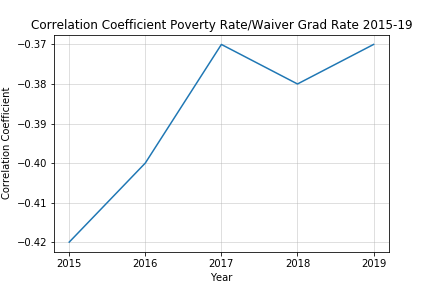 Correlation Coefficient Poverty Rate/Waiver Grad Rate 2015-19
−0.37
−0.38
−0.39
−0.40
−0.41
−0.42
Correlation Coefficient
2015 2016 2017 2018 2019
Year